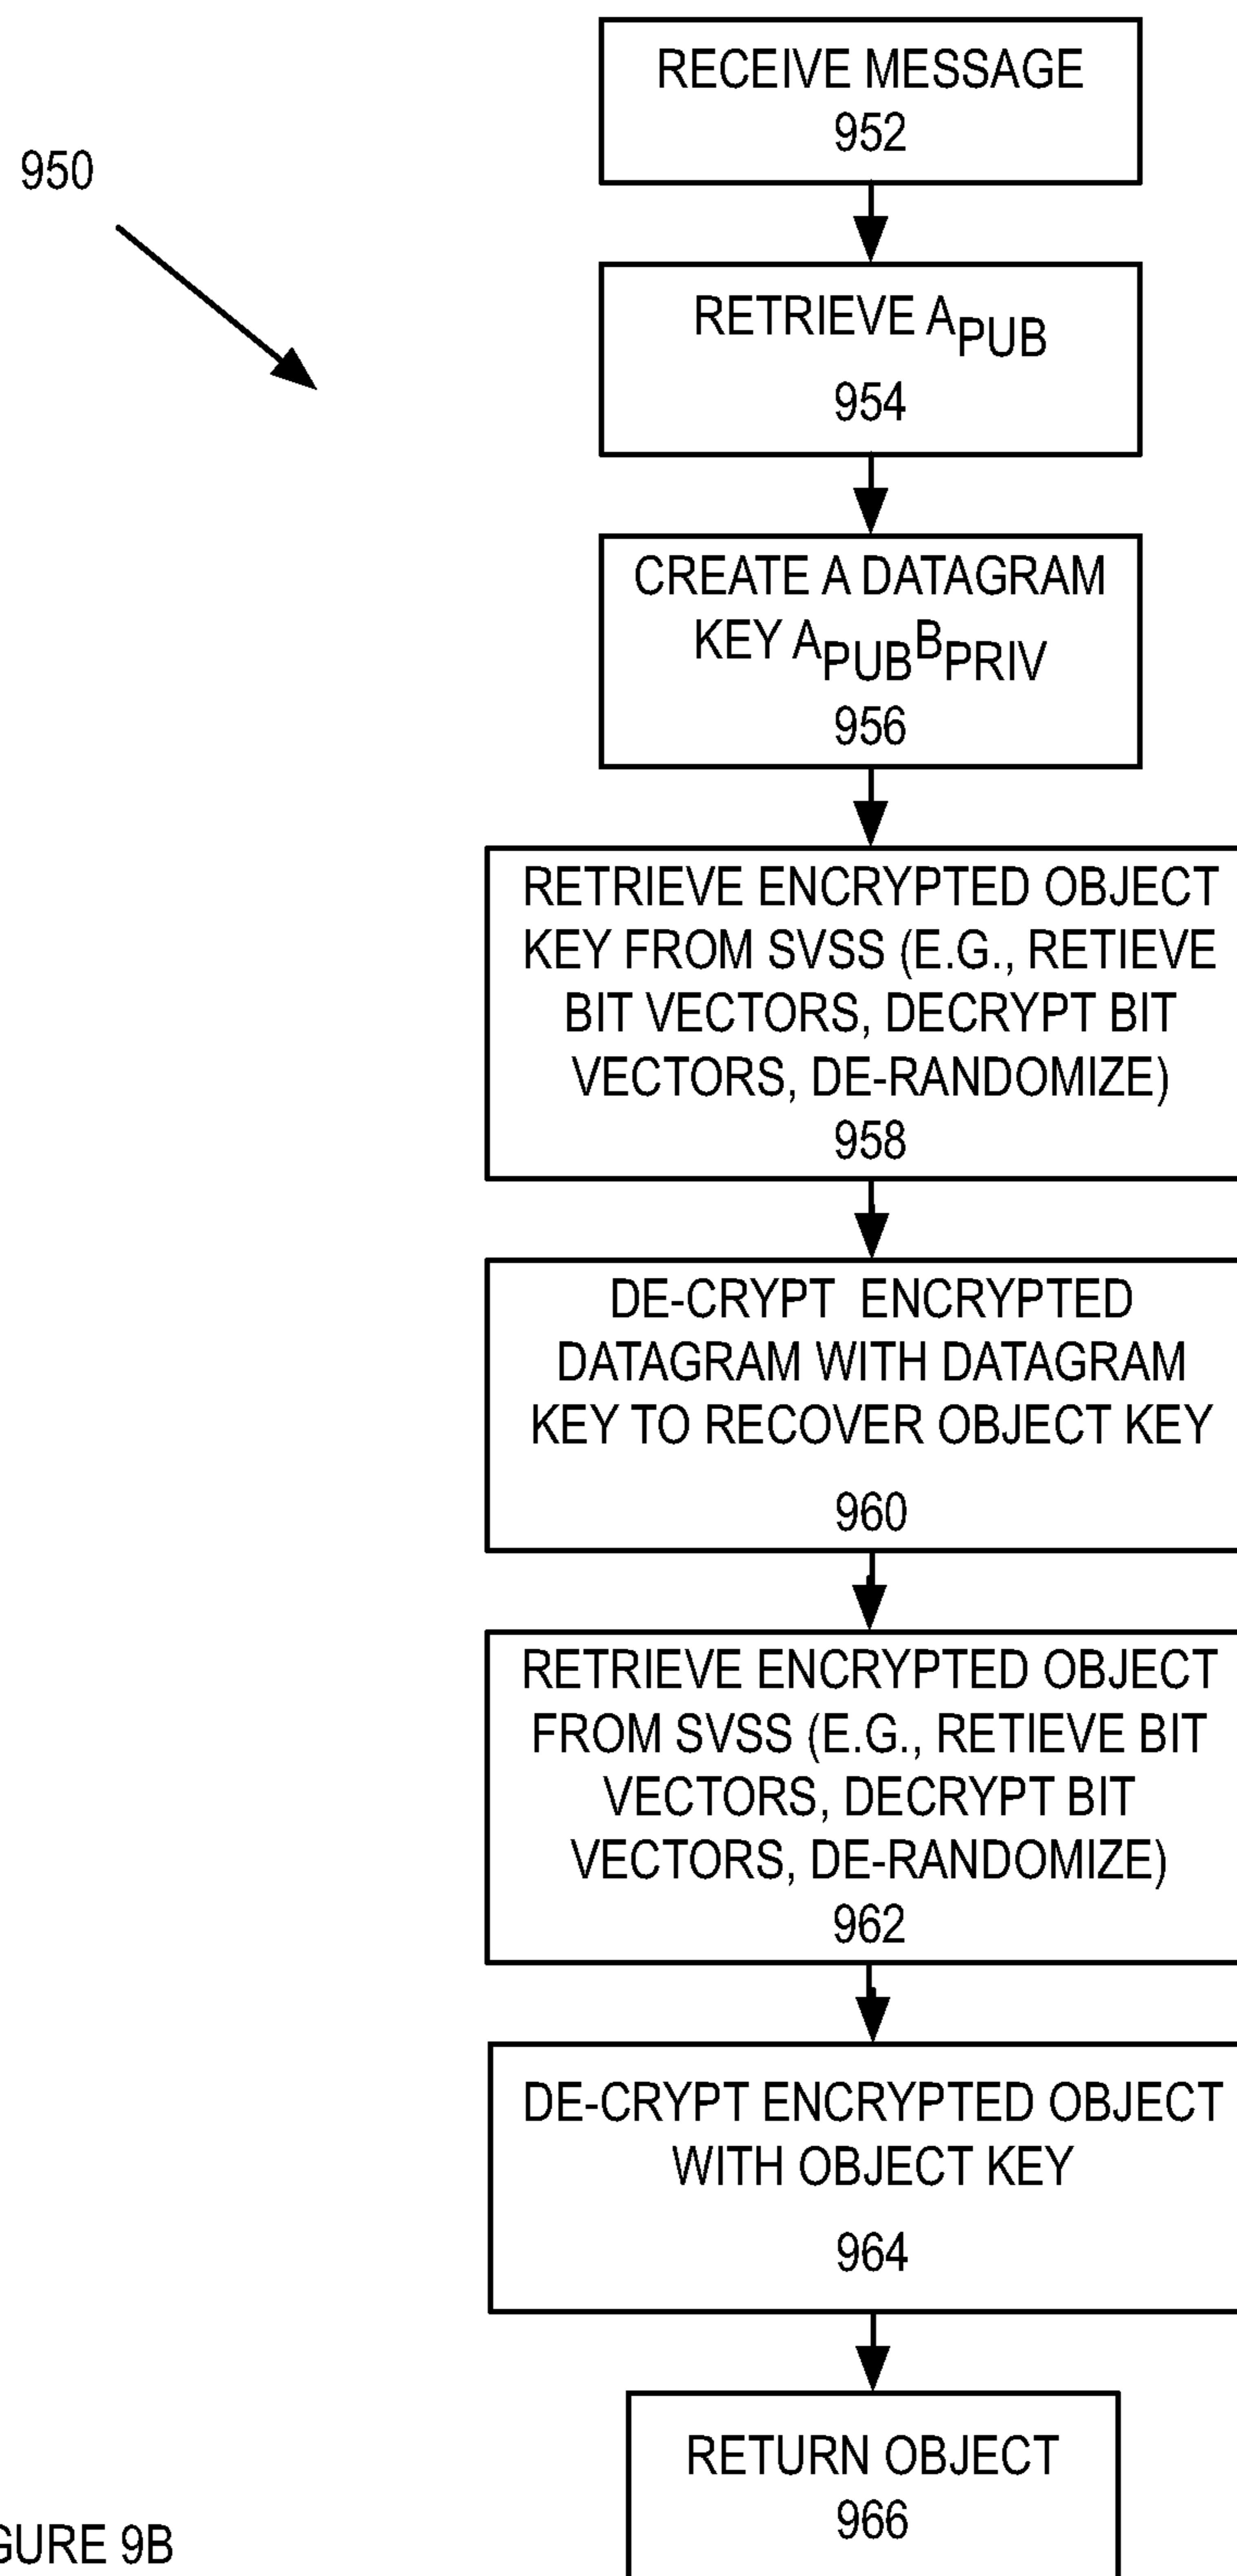 RECEIVE MESSAGE
952
950
RETRIEVE APUB
954
CREATE A DATAGRAM
KEY APUBBPRIV
956
RETRIEVE ENCRYPTED OBJECT
KEY FROM SVSS (E.G., RETIEVE
BIT VECTORS, DECRYPT BIT
VECTORS, DE-RANDOMIZE)
958
DE-CRYPT ENCRYPTED
DATAGRAM WITH DATAGRAM
KEY TO RECOVER OBJECT KEY
960
RETRIEVE ENCRYPTED OBJECT
FROM SVSS (E.G., RETIEVE BIT
VECTORS, DECRYPT BIT
VECTORS, DE-RANDOMIZE)
962
DE-CRYPT ENCRYPTED OBJECT
WITH OBJECT KEY
964
RETURN OBJECT
966
GURE 9B